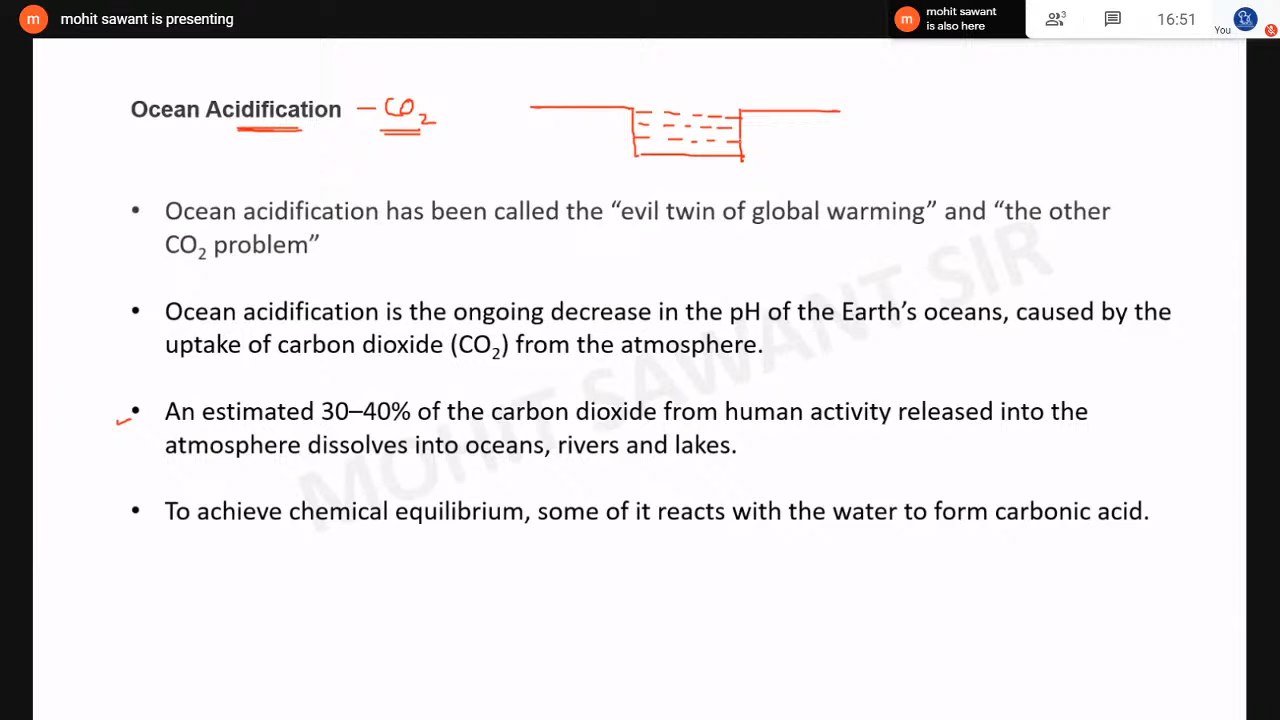 m mohit sawant is presenting
m mohit sawant
is also here
3
16:51
You
Ocean Acidification – CO₂
• Ocean acidification has been called the “evil twin of global warming” and “the other
CO₂ problem”
• Ocean acidification is the ongoing decrease in the pH of the Earth’s oceans, caused by the
uptake of carbon dioxide (CO₂) from the atmosphere.
• An estimated 30–40% of the carbon dioxide from human activity released into the
atmosphere dissolves into oceans, rivers and lakes.
• To achieve chemical equilibrium, some of it reacts with the water to form carbonic acid.
MOHIT SAWANT SIR